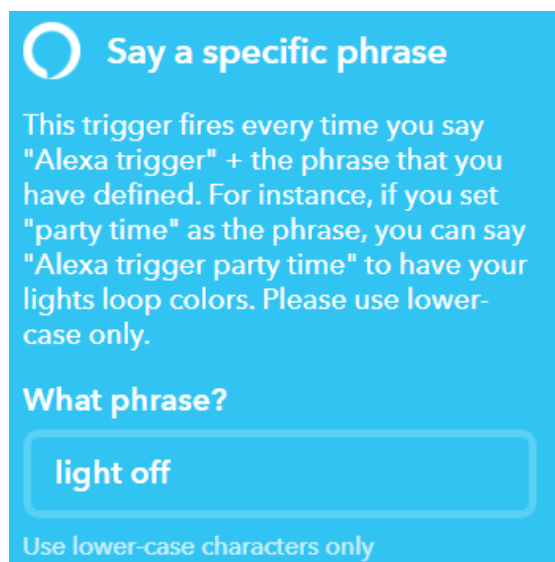 Say a specific phrase
This trigger fires every time you say
"Alexa trigger" + the phrase that you
have defined. For instance, if you set
"party time" as the phrase, you can say
"Alexa trigger party time" to have your
lights loop colors. Please use lower-
case only.
What phrase?
light off
Use lower-case characters only